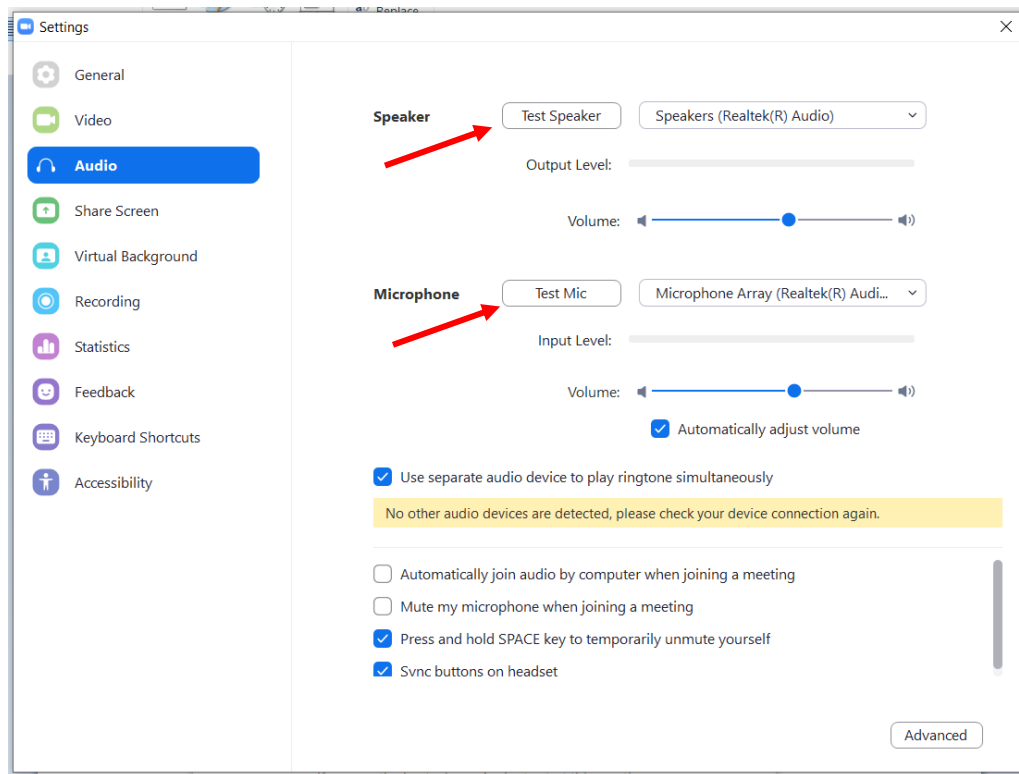 Replace
Settings
General
Video
Audio
Share Screen
Virtual Background
Recording
Statistics
Feedback
Keyboard Shortcuts
Accessibility
Speaker Test Speaker Speakers (Realtek(R) Audio)
Output Level:
Volume:
Microphone Test Mic Microphone Array (Realtek(R) Audi...
Input Level:
Volume:
Automatically adjust volume
Use separate audio device to play ringtone simultaneously
No other audio devices are detected, please check your device connection again.
Automatically join audio by computer when joining a meeting
Mute my microphone when joining a meeting
Press and hold SPACE key to temporarily unmute yourself
Sync buttons on headset
Advanced